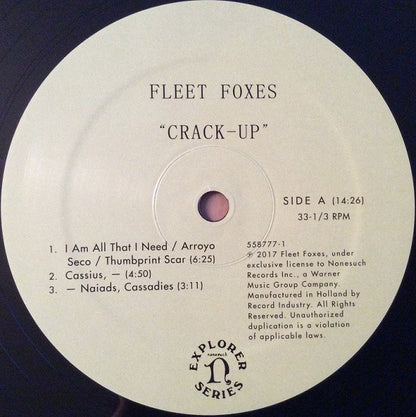 FLEET FOXES
“CRACK-UP”
SIDE A (14:26)
33-1/3 RPM
1. I Am All That I Need / Arroyo
Seco / Thumbprint Scar (6:25)
2. Cassius, — (4:50)
3. — Naiads, Cassadies (3:11)
558777-1
℗ 2017 Fleet Foxes, under
exclusive license to Nonesuch
Records Inc., a Warner
Music Group Company.
Manufactured in Holland by
Record Industry. All Rights
Reserved. Unauthorized
duplication is a violation
of applicable laws.
EXPLORER
nonesuch
n
SERIES